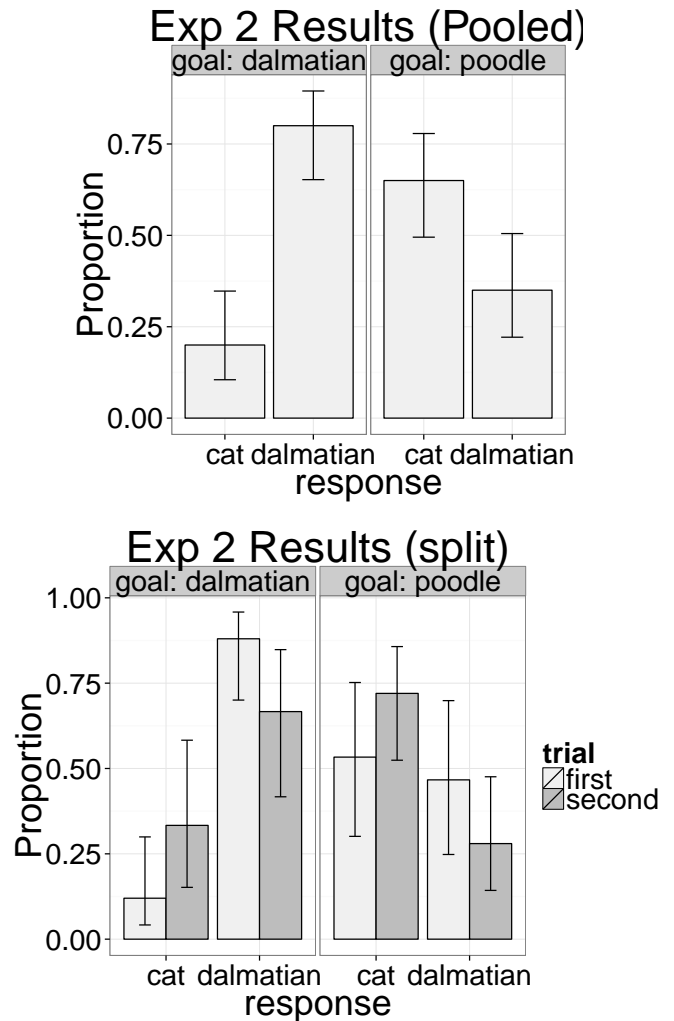 Exp 2 Results (Pooled)
goal: dalmatian goal: poodle
0.75
0.50
0.25
0.00
Proportion
cat dalmatian cat dalmatian
response
Exp 2 Results (split)
goal: dalmatian goal: poodle
1.00
0.75
0.50
0.25
0.00
Proportion
cat dalmatian cat dalmatian
response
trial
first
second